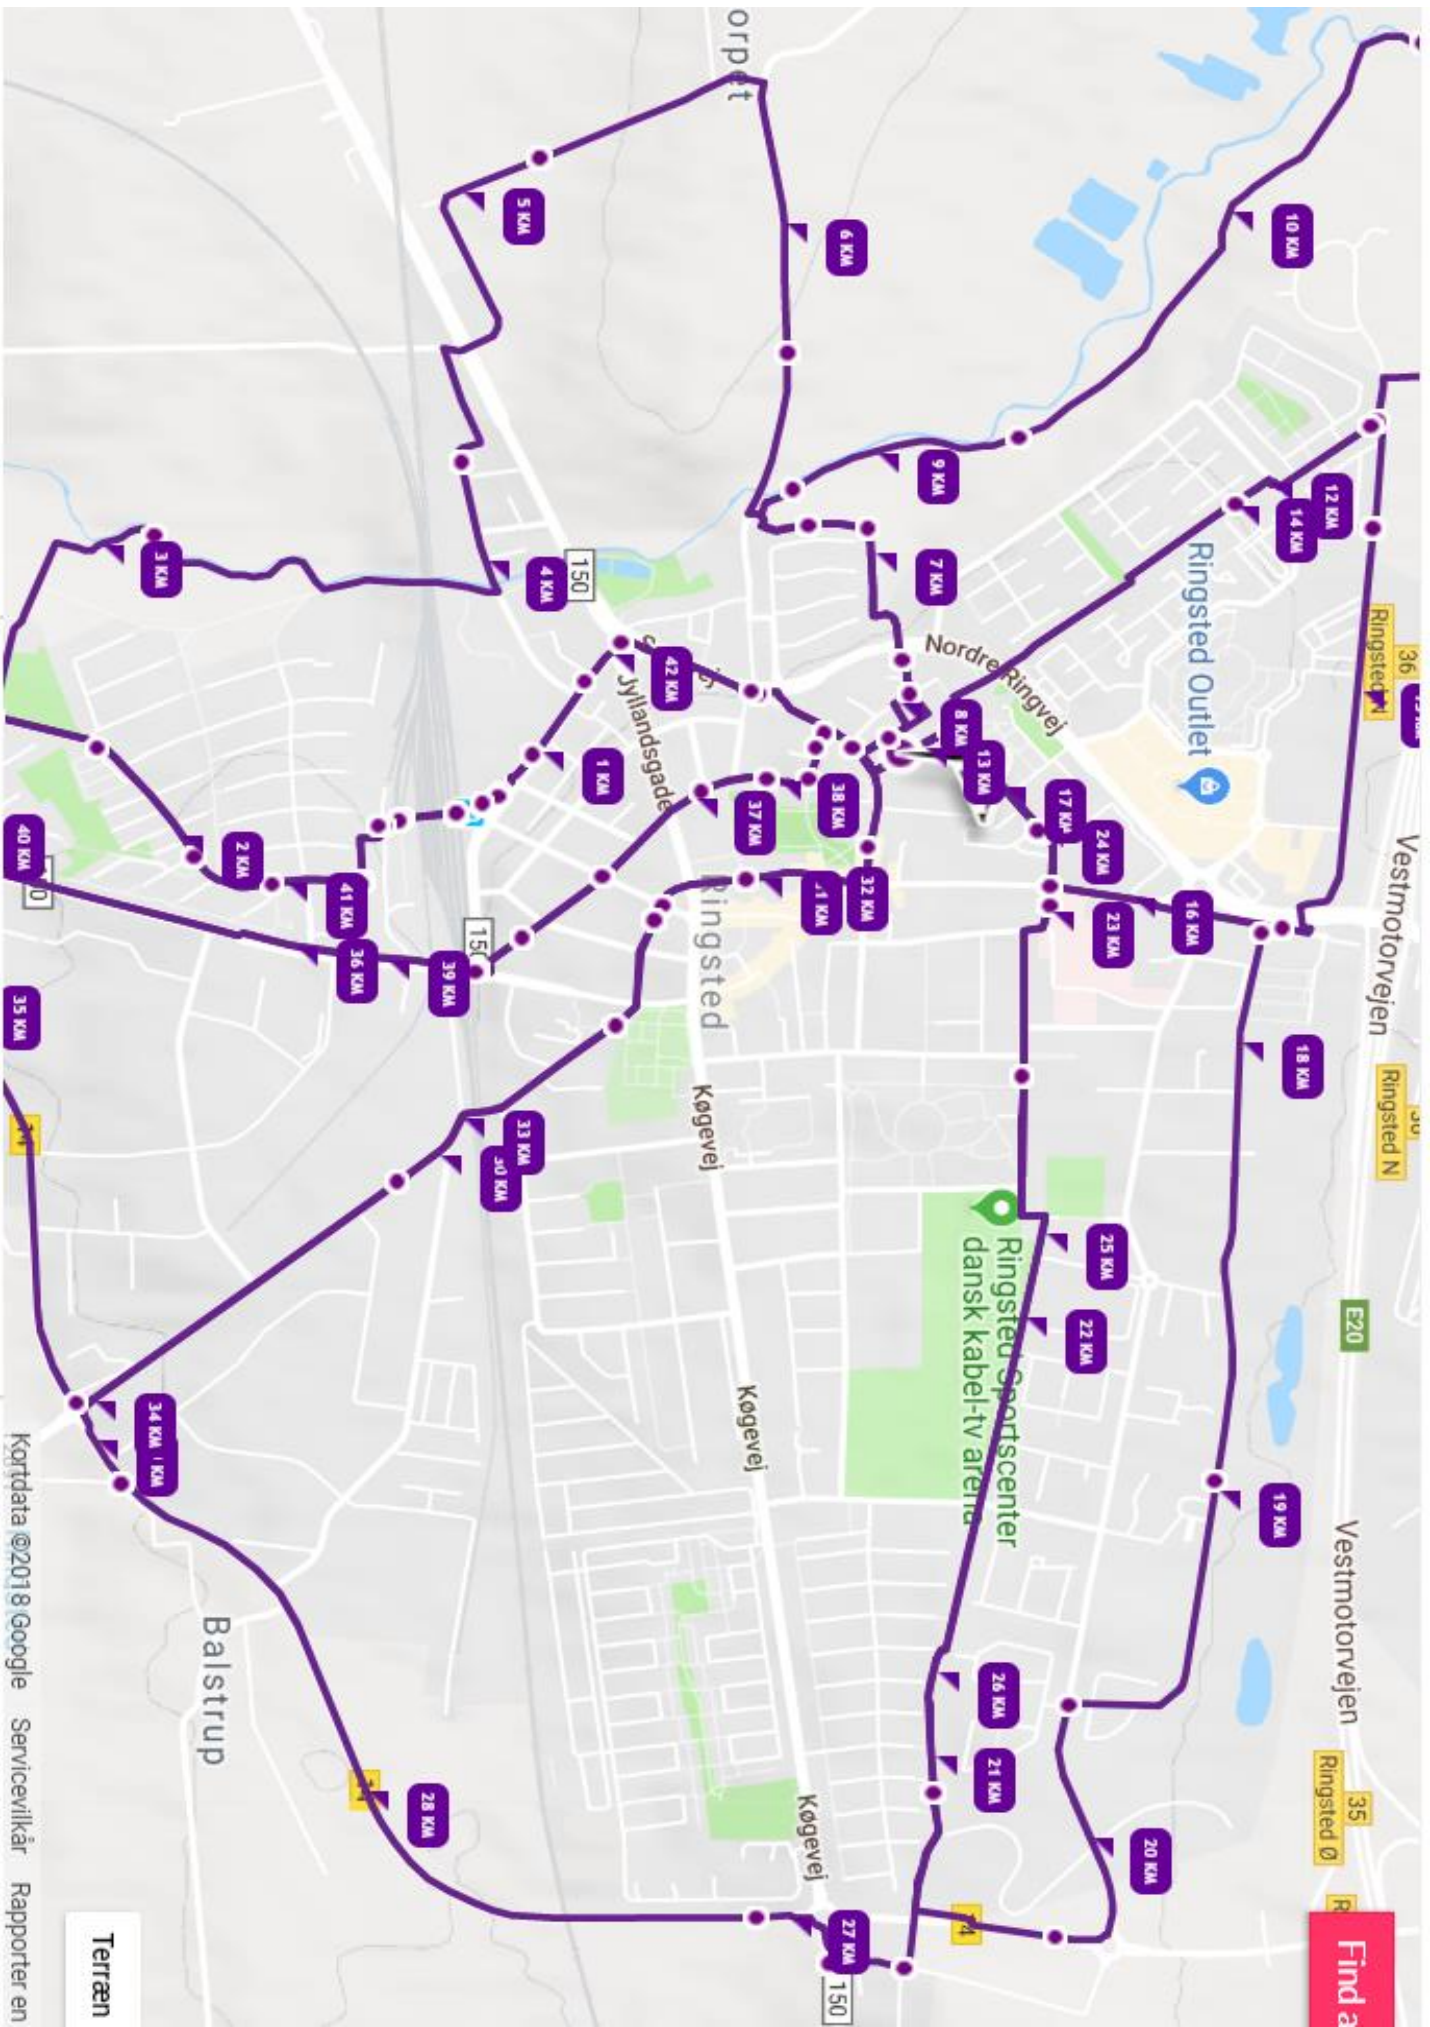 orpet
5 KM
6 KM
10 KM
9 KM
12 KM
14 KM
3 KM
4 KM
150
7 KM
Ringsted Outlet
36
Ringsted N
42 KM
Jyllandsgade
Nordre Ringvej
8 KM
13 KM
1 KM
37 KM
38 KM
17 KM
24 KM
Vestmotorvejen
40 KM
2 KM
41 KM
32 KM
16 KM
23 KM
36 KM
39 KM
150
Ringsted
35 KM
18 KM
Ringsted N
14
33 KM
30 KM
Køgevej
25 KM
22 KM
Ringsted Sportscenter
dansk kabel-tv arena
E20
34 KM
KM
Køgevej
19 KM
Vestmotorvejen
Balstrup
26 KM
21 KM
28 KM
Køgevej
20 KM
35
Ringsted Ø
27 KM
150
Find a
Terræn
Kortdata ©2018 Google Servicevilkår Rapporter en